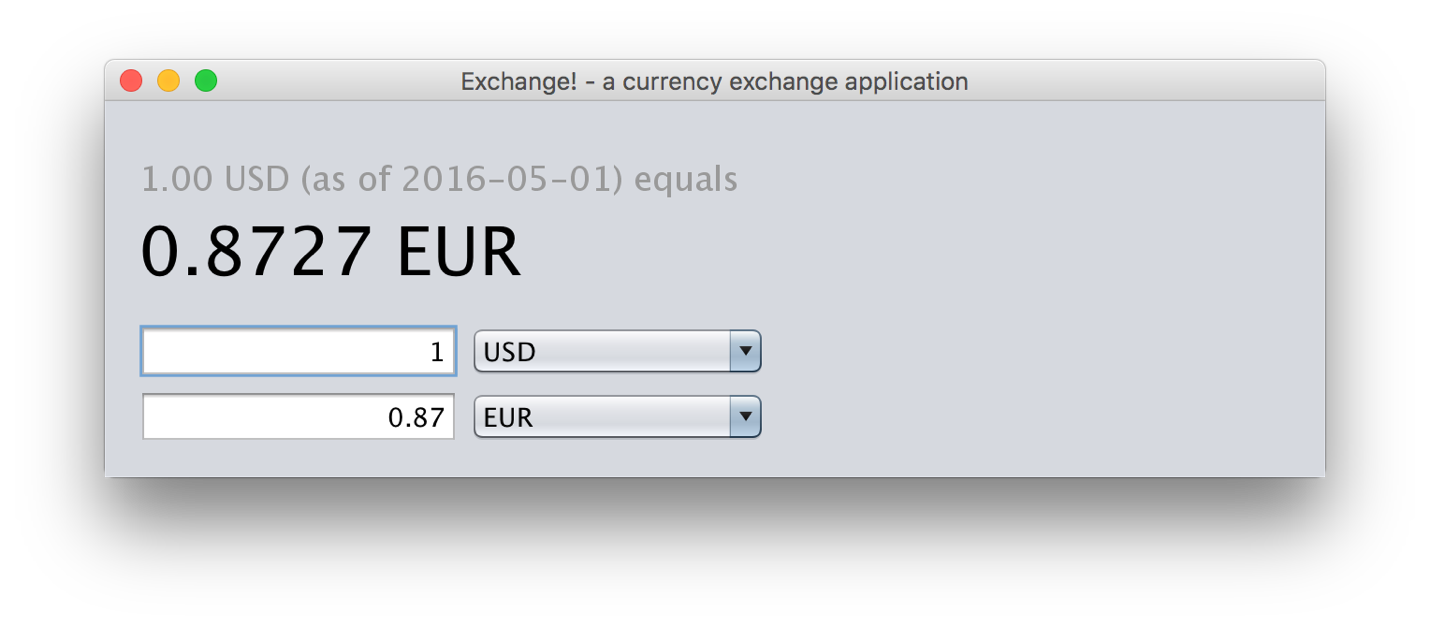 Exchange! - a currency exchange application
1.00 USD (as of 2016-05-01) equals
0.8727 EUR
1 USD
0.87 EUR